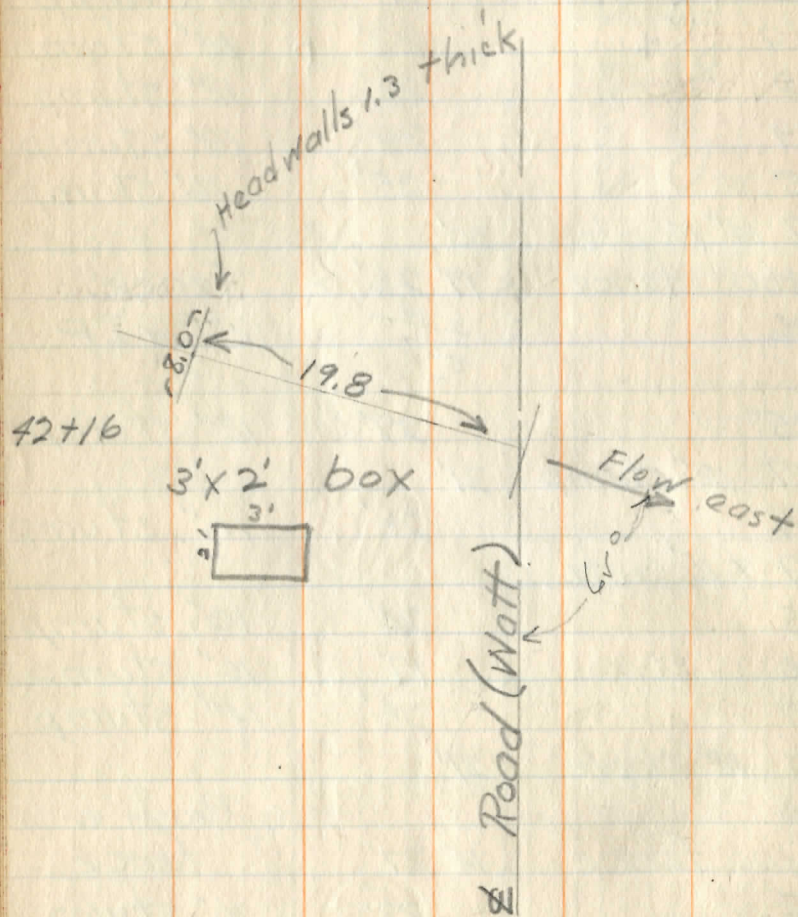 Headwalls 1.3 thick
8.0
19.8
42+16
Flow east
3'x2' box
3'
2'
℄ Road (Watt)